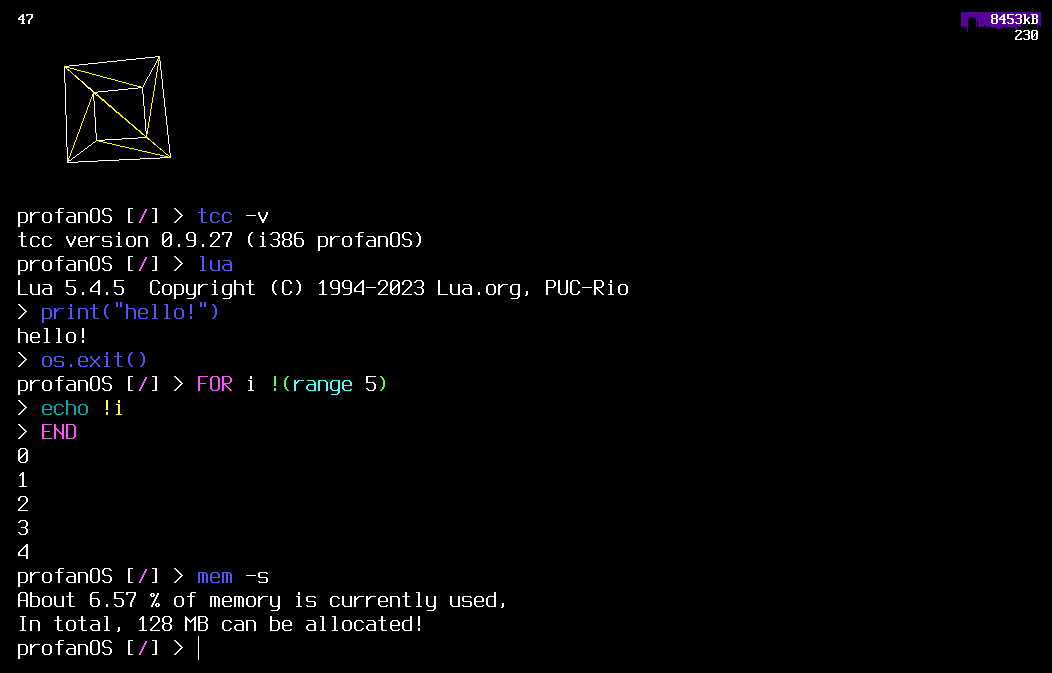 47
8453kB
230
profanOS [/] > tcc -v
tcc version 0.9.27 (i386 profanOS)
profanOS [/] > lua
Lua 5.4.5  Copyright (C) 1994-2023 Lua.org, PUC-Rio
> print("hello!")
hello!
> os.exit()
profanOS [/] > FOR i !(range 5)
> echo !i
> END
0
1
2
3
4
profanOS [/] > mem -s
About 6.57 % of memory is currently used,
In total, 128 MB can be allocated!
profanOS [/] >